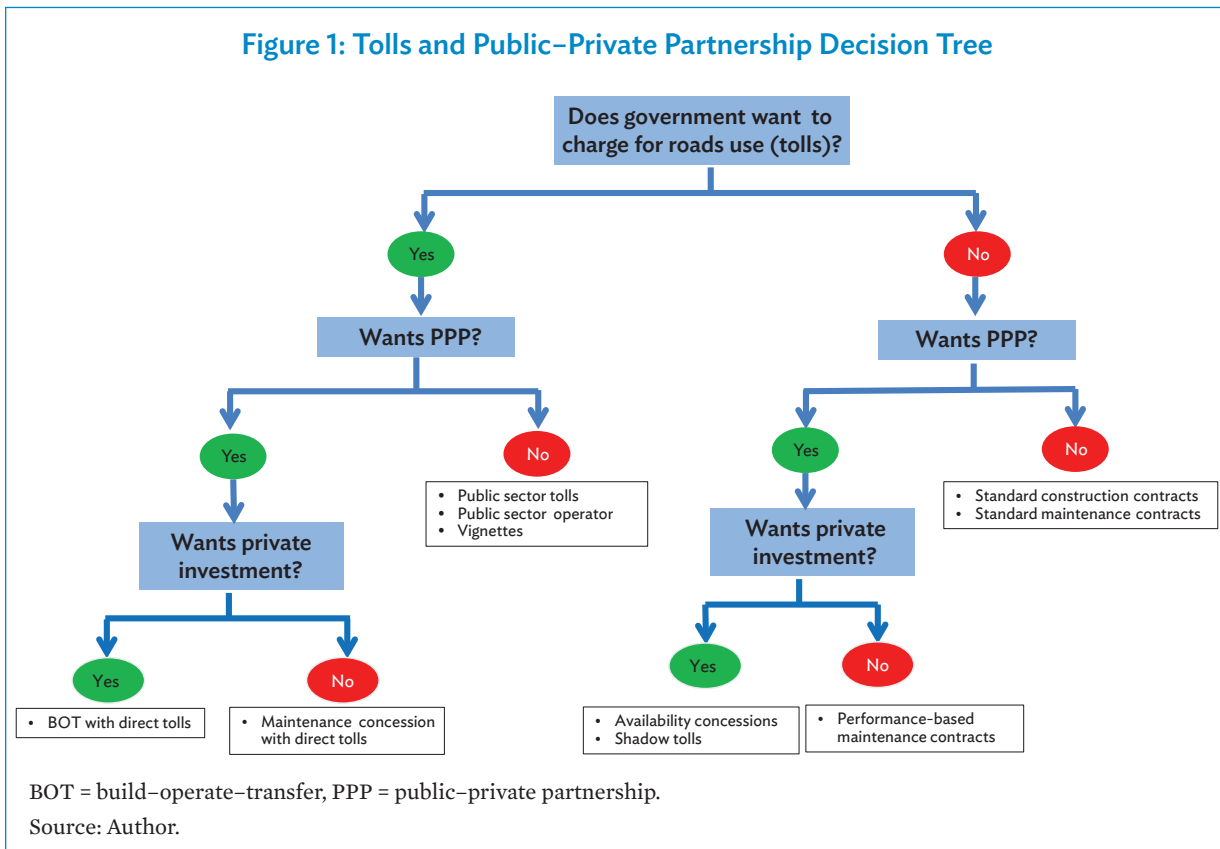 Figure 1: Tolls and Public–Private Partnership Decision Tree
Does government want to
charge for roads use (tolls)?
Yes
No
Wants PPP?
Wants PPP?
Yes
No
Yes
No
• Public sector tolls
• Public sector operator
• Vignettes
• Standard construction contracts
• Standard maintenance contracts
Wants private
investment?
Wants private
investment?
Yes
No
Yes
No
• BOT with direct tolls
• Maintenance concession
with direct tolls
• Availability concessions
• Shadow tolls
• Performance-based
maintenance contracts
BOT = build–operate–transfer, PPP = public–private partnership.
Source: Author.